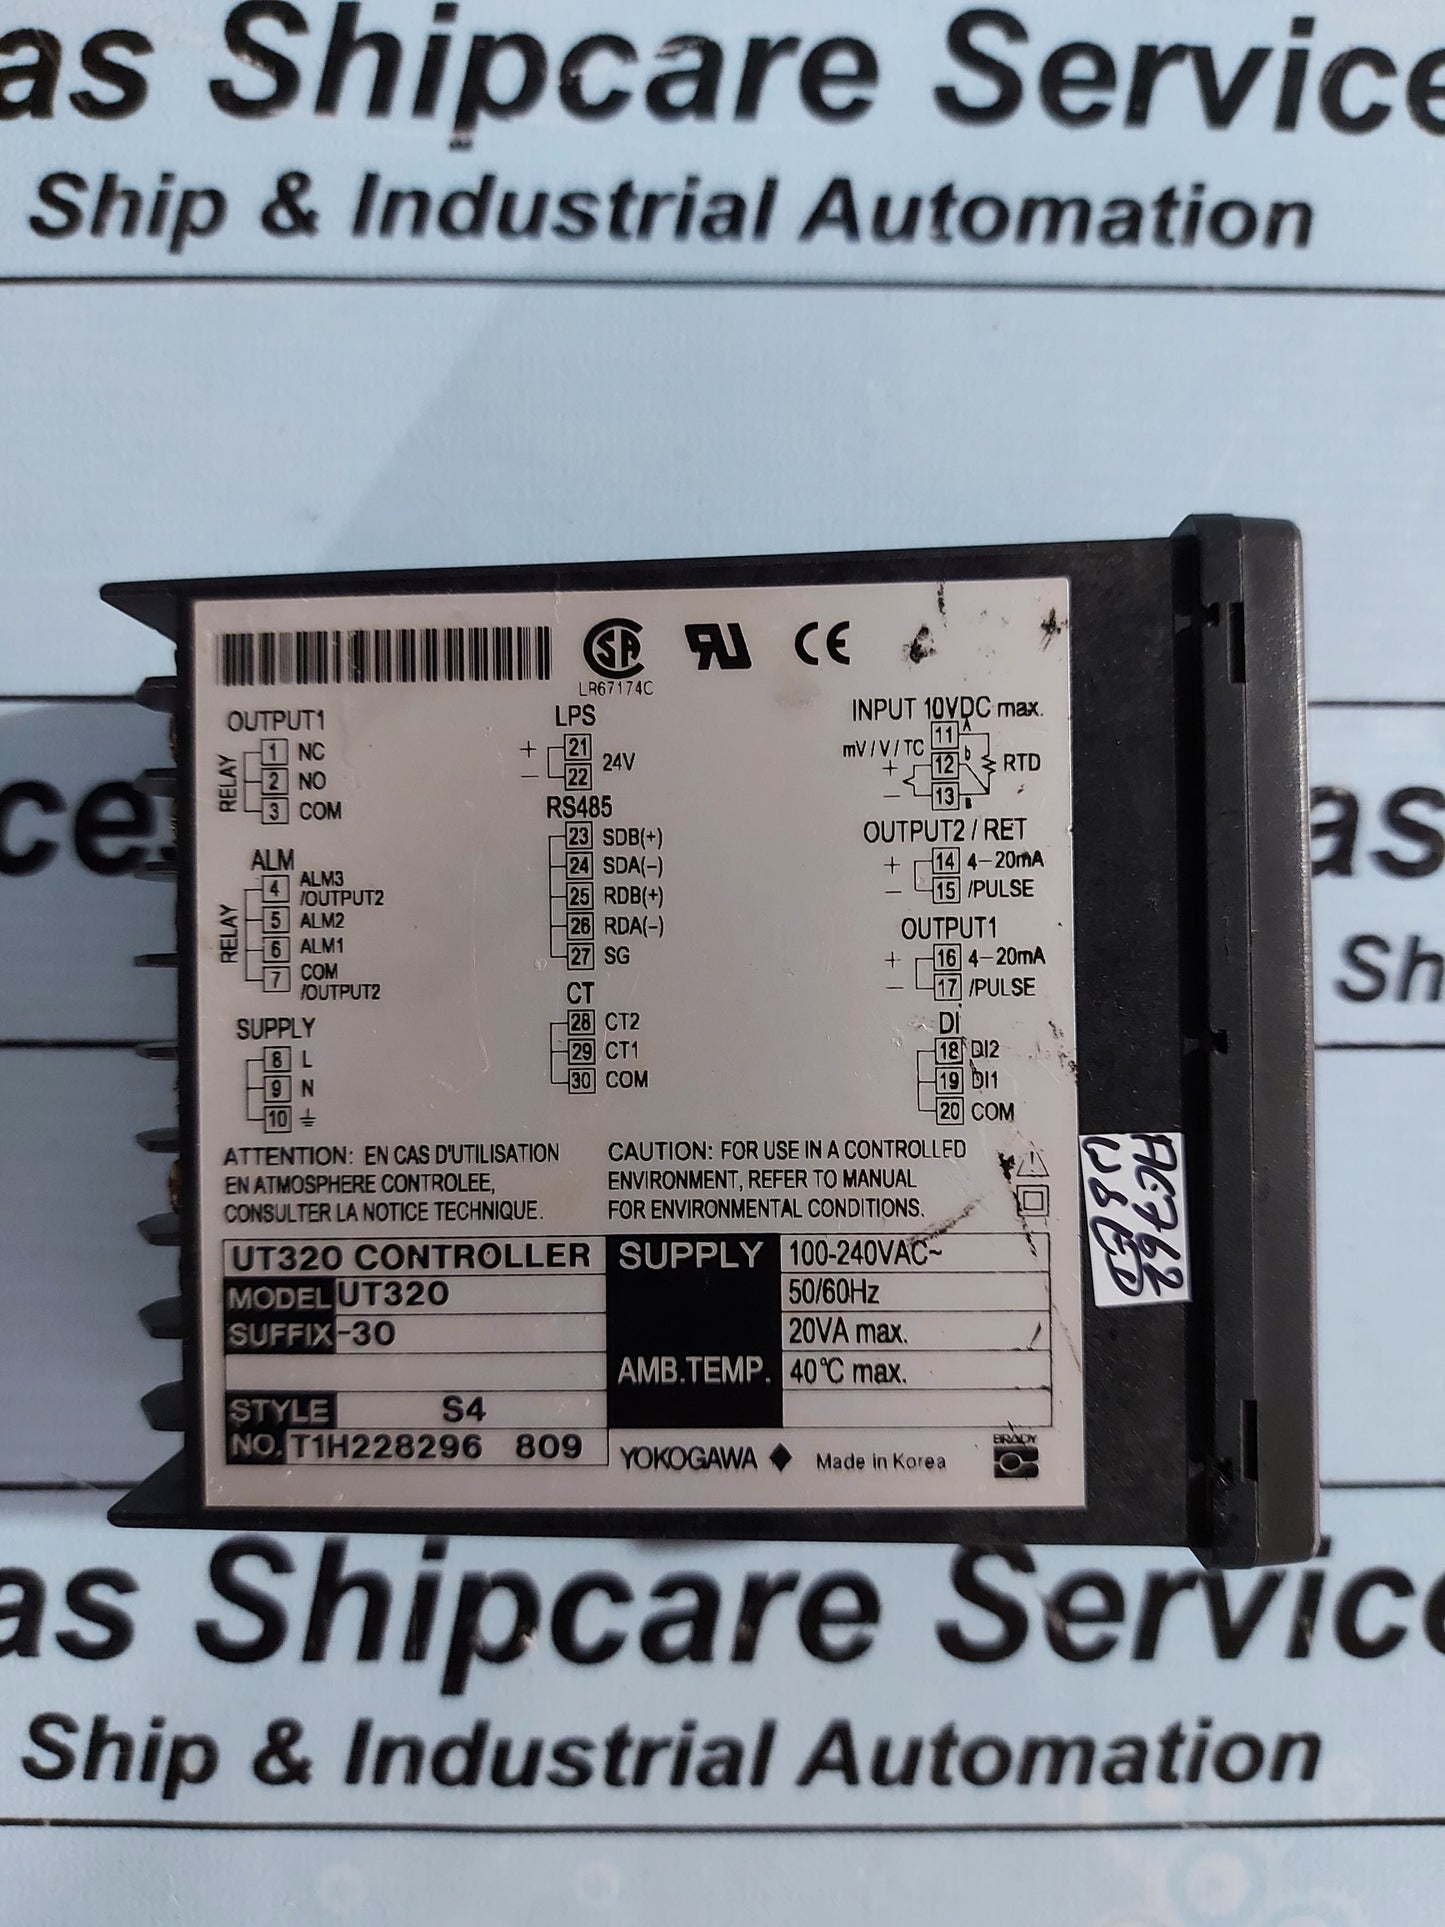 as Shipcare Service
Ship & Industrial Automation
LR67174C
OUTPUT1
RELAY
1 NC
2 NO
3 COM
ALM
RELAY
4 ALM3
/OUTPUT2
5 ALM2
6 ALM1
7 COM
/OUTPUT2
SUPPLY
8 L
9 N
10
LPS
+ 21
24V
- 22
RS485
23 SDB(+)
24 SDA(-)
25 RDB(+)
26 RDA(-)
27 SG
CT
28 CT2
29 CT1
30 COM
INPUT 10VDC max.
mV/V/TC
11 A
+ 12 b
RTD
- 13 B
OUTPUT2/RET
+ 14 4-20mA
- 15 /PULSE
OUTPUT1
+ 16 4-20mA
- 17 /PULSE
DI
18 DI2
19 DI1
20 COM
ATTENTION: EN CAS D'UTILISATION
EN ATMOSPHERE CONTROLEE,
CONSULTER LA NOTICE TECHNIQUE.
CAUTION: FOR USE IN A CONTROLLED
ENVIRONMENT, REFER TO MANUAL
FOR ENVIRONMENTAL CONDITIONS.
UT320 CONTROLLER
MODEL UT320
SUFFIX -30
STYLE S4
NO. T1H228296 809
SUPPLY 100-240VAC~
50/60Hz
20VA max.
AMB.TEMP. 40°C max.
YOKOGAWA
Made in Korea
BRADY
ces
as
Sh
as Shipcare Service
Ship & Industrial Automation